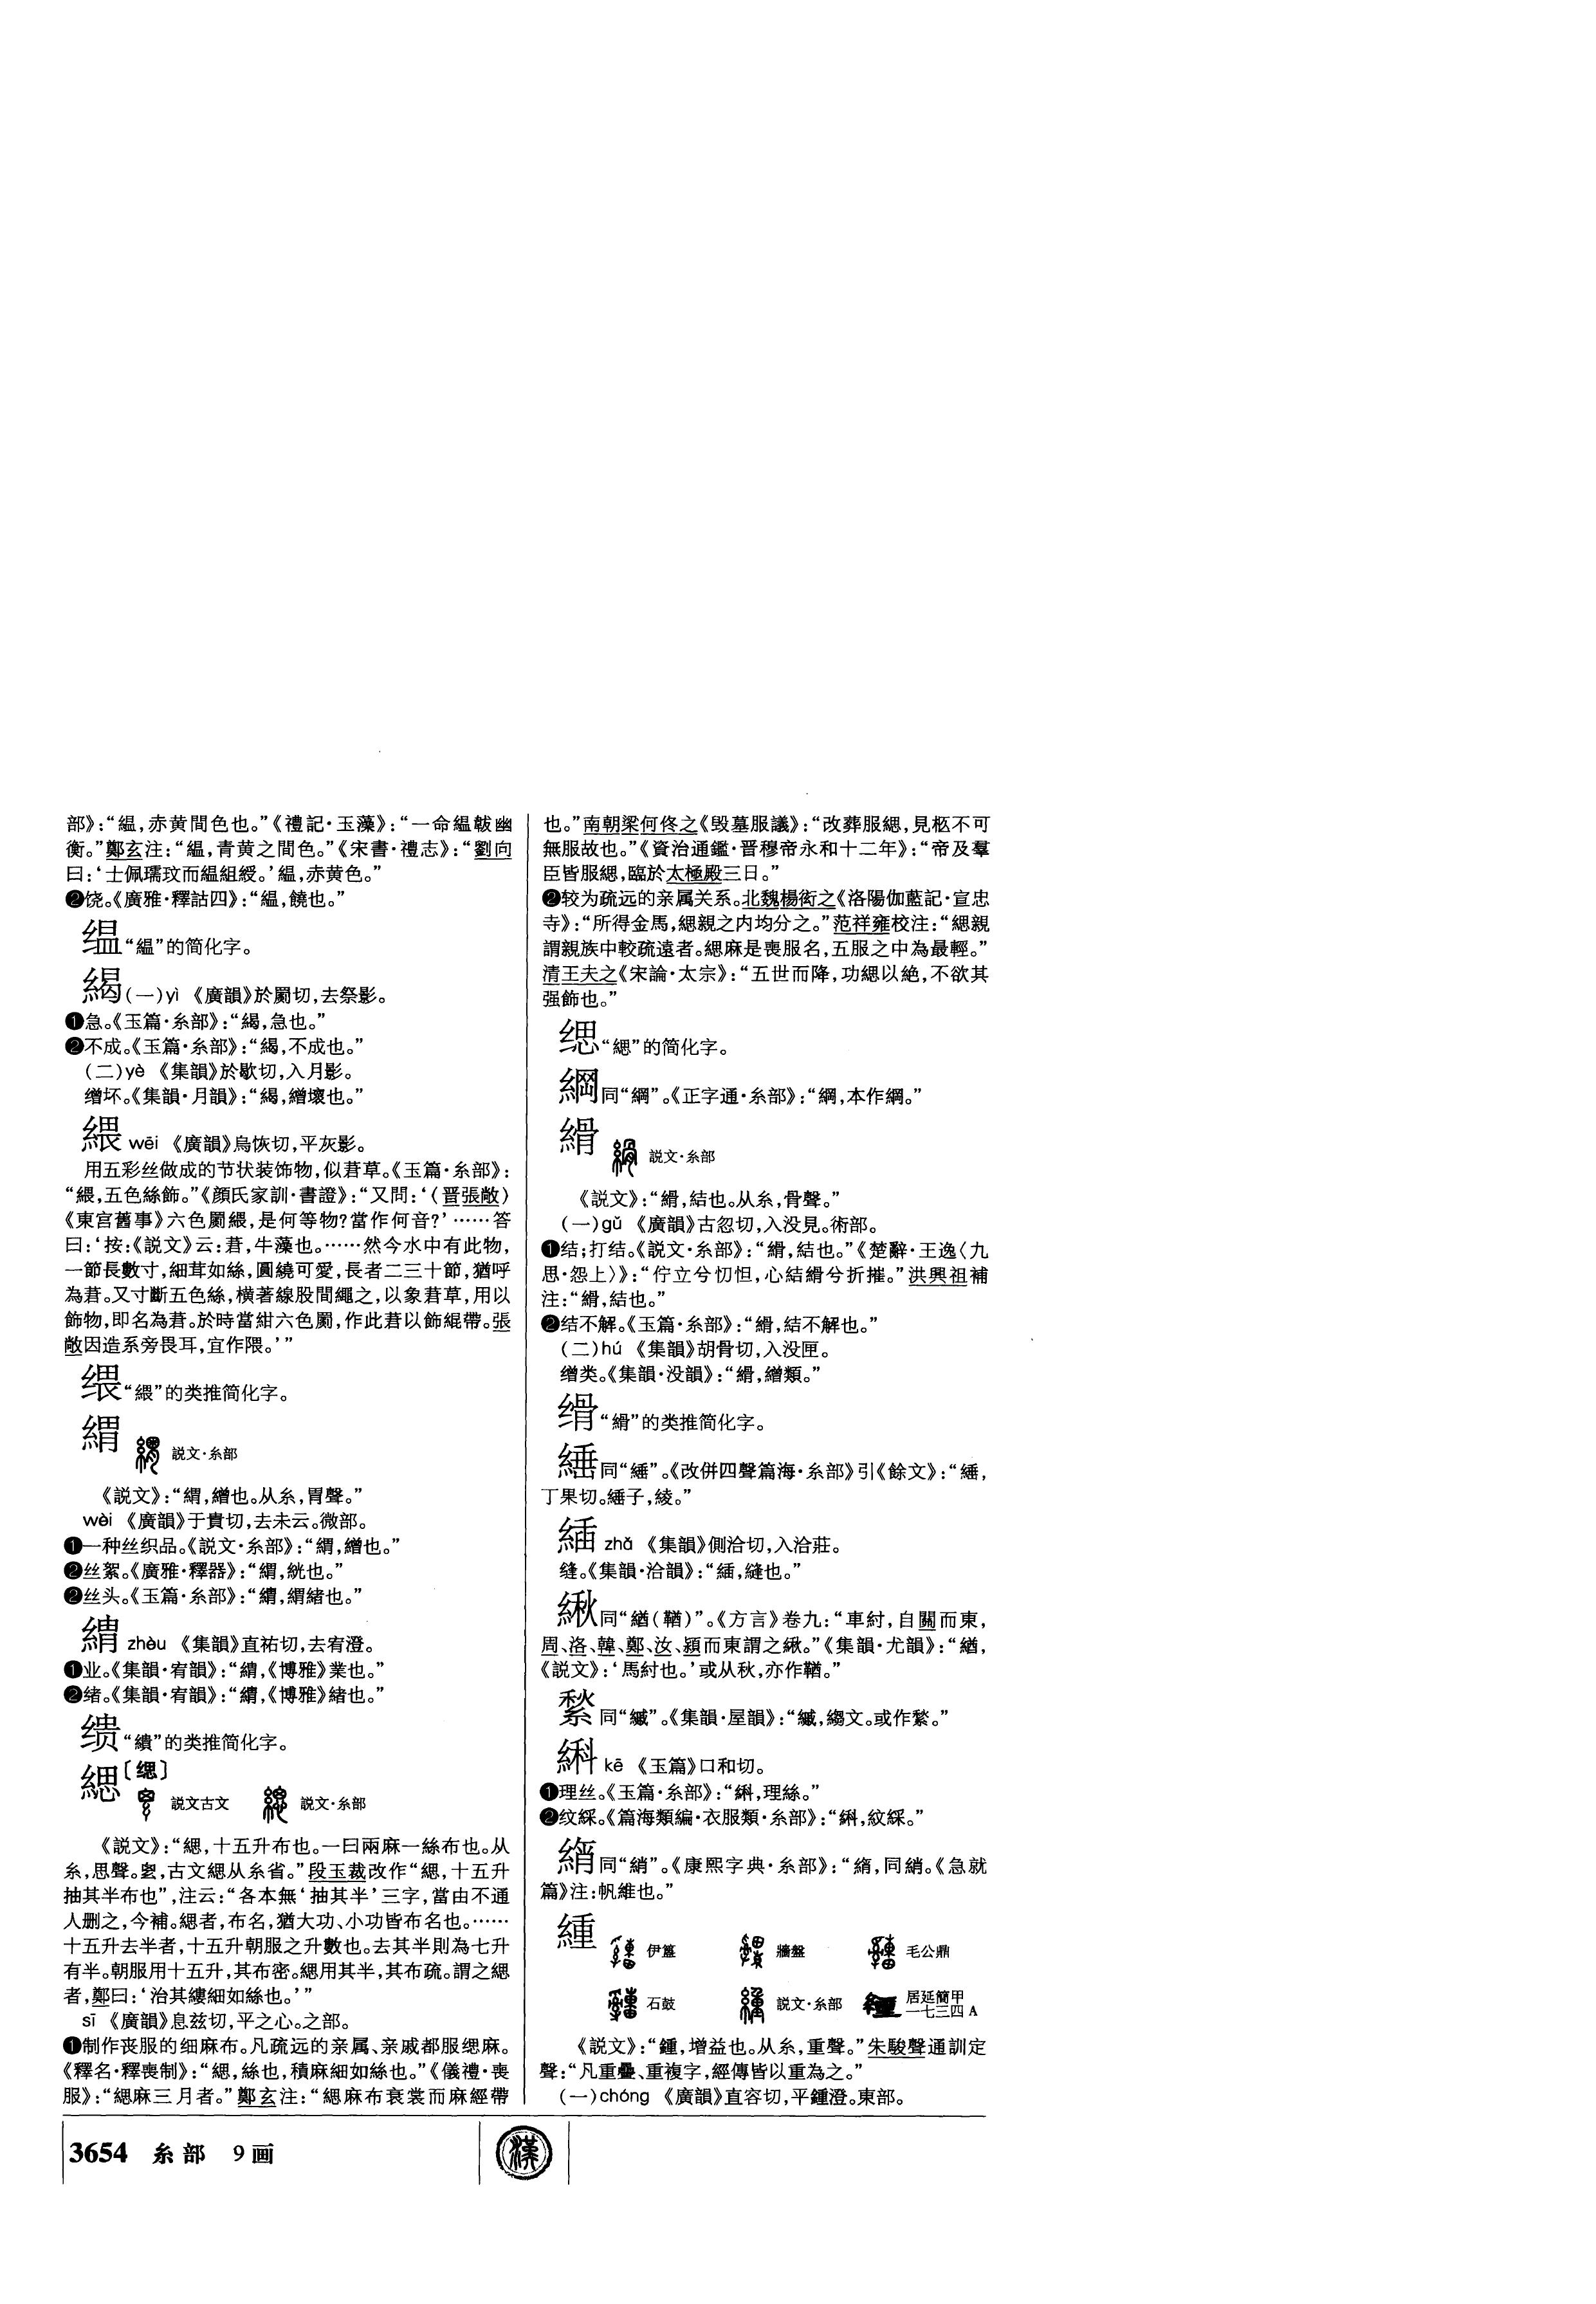 部》：“緼，赤黄間色也。”《禮記·玉藻》：“一命緼韍幽
衡。”鄭玄注：“緼，青黄之間色。”《宋書·禮志》：“劉向
曰：‘士佩瓀玟而緼組綬。’緼，赤黄色。”
❷饶。《廣雅·釋詁四》：“緼，饒也。”
缊“緼”的简化字。
緆(一)yì 《廣韻》於罽切，去祭影。
❶急。《玉篇·糸部》：“緆，急也。”
❷不成。《玉篇·糸部》：“緆，不成也。”
(二)yè 《集韻》於歇切，入月影。
缯坏。《集韻·月韻》：“緆，繒壞也。”
緭 wēi 《廣韻》烏恢切，平灰影。
用五彩丝做成的节状装饰物，似莙草。《玉篇·糸部》：
“緭，五色絲飾。”《顔氏家訓·書證》：“又問：‘（晋張敞）
《東宫舊事》六色罽緭，是何等物？當作何音？’……答
曰：‘按：《説文》云：莙，牛藻也。……然今水中有此物，
一節長數寸，細茸如絲，圓繞可愛，長者二三十節，猶呼
為莙。又寸斷五色絲，横著線股間繩之，以象莙草，用以
飾物，即名為莙。於時當紺六色罽，作此莙以飾緄帶。張
敞因造糸旁畏耳，宜作隈。’”
“緭”的类推简化字。
緭 説文·糸部
《説文》：“緭，繒也。从糸，胃聲。”
wèi 《廣韻》于貴切，去未云。微部。
❶一种丝织品。《説文·糸部》：“緭，繒也。”
❷丝絮。《廣雅·釋器》：“緭，絖也。”
❷丝头。《玉篇·糸部》：“緭，緭緒也。”
zhèu 《集韻》直祐切，去宥澄。
❶业。《集韻·宥韻》：“《博雅》業也。”
❷绪。《集韻·宥韻》：“《博雅》緒也。”
缋“繢”的类推简化字。
緦〔缌〕
説文古文 説文·糸部
《説文》：“緦，十五升布也。一曰兩麻一絲布也。从
糸，思聲。𢇁，古文緦从糸省。”段玉裁改作“緦，十五升
抽其半布也”，注云：“各本無‘抽其半’三字，當由不通
人删之，今補。緦者，布名，猶大功、小功皆布名也。……
十五升去半者，十五升朝服之升數也。去其半則為七升
有半。朝服用十五升，其布密。緦用其半，其布疏。謂之緦
者，鄭曰：‘治其縷細如絲也。’”
sī 《廣韻》息兹切，平之心。之部。
❶制作丧服的细麻布。凡疏远的亲属、亲戚都服缌麻。
《釋名·釋喪制》：“緦，絲也，積麻細如絲也。”《儀禮·喪
服》：“緦麻三月者。”鄭玄注：“緦麻布衰裳而麻絰帶
也。”南朝梁何佟之《毁墓服議》：“改葬服緦，見柩不可
無服故也。”《資治通鑑·晋穆帝永和十二年》：“帝及羣
臣皆服緦，臨於太極殿三日。”
❷较为疏远的亲属关系。北魏楊衒之《洛陽伽藍記·宣忠
寺》：“所得金馬，緦親之内均分之。”范祥雍校注：“緦親
謂親族中較疏遠者。緦麻是喪服名，五服之中為最輕。”
清王夫之《宋論·太宗》：“五世而降，功緦以絶，不欲其
强飾也。”
缌“緦”的简化字。
同“綱”。《正字通·糸部》：“綱，本作綱。”
縎 説文·糸部
《説文》：“縎，結也。从糸，骨聲。”
(一)gǔ 《廣韻》古忽切，入没見。術部。
❶结；打结。《説文·糸部》：“縎，結也。”《楚辭·王逸〈九
思·怨上〉》：“佇立兮忉怛，心結縎兮折摧。”洪興祖補
注：“縎，結也。”
❷结不解。《玉篇·糸部》：“縎，結不解也。”
(二)hú 《集韻》胡骨切，入没匣。
缯类。《集韻·没韻》：“縎，繒類。”
“縎”的类推简化字。
同“緟”。《改併四聲篇海·糸部》引《餘文》：“
丁果切。子，綾。”
zhǎ 《集韻》側洽切，入洽莊。
缝。《集韻·洽韻》：“縫也。”
緧同“緧（鞧）”。《方言》卷九：“車紂，自關而東，
周、洛、韓、鄭、汝、潁而東謂之緧。”《集韻·尤韻》：“緧，
《説文》：‘馬紂也。’或从秋，亦作鞧。”
同“緎”。《集韻·屋韻》：“縐文。或作”
kē 《玉篇》口和切。
❶理丝。《玉篇·糸部》：“理絲。”
❷纹綵。《篇海類編·衣服類·糸部》：“紋綵。”
同“綃”。《康熙字典·糸部》：“同綃。《急就
篇》注：帆維也。”
緟 伊簋 牆盤 毛公鼎
石鼓 説文·糸部 居延簡甲一七三四A
《説文》：“緟，增益也。从糸，重聲。”朱駿聲通訓定
聲：“凡重疊、重複字，經傳皆以重為之。”
(一)chóng 《廣韻》直容切，平鍾澄。東部。
3654 糸部 9画
漢